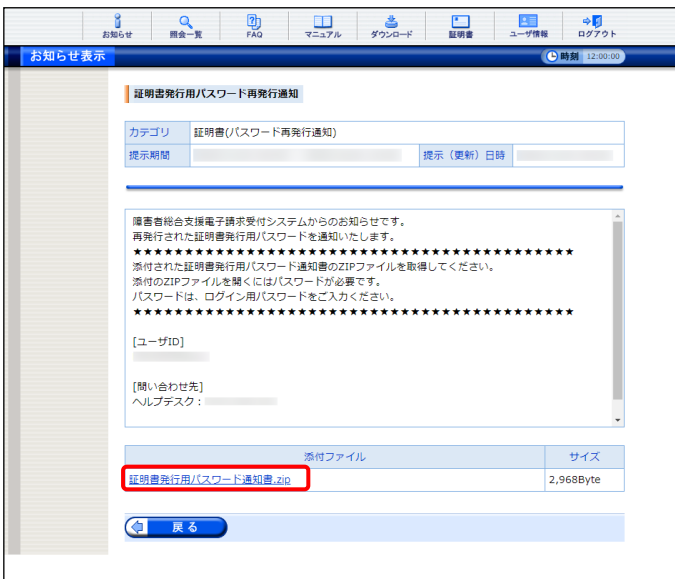 お知らせ
照会一覧
FAQ
マニュアル
ダウンロード
証明書
ユーザ情報
ログアウト
お知らせ表示
時刻 12:00:00
証明書発行用パスワード再発行通知
カテゴリ 証明書(パスワード再発行通知)
提示期間
提示（更新）日時
障害者総合支援電子請求受付システムからのお知らせです。
再発行された証明書発行用パスワードを通知いたします。
★★★★★★★★★★★★★★★★★★★★★★★★★★★★★★★★★★★★★★★★★★★★
添付された証明書発行用パスワード通知書のZIPファイルを取得してください。
添付のZIPファイルを開くにはパスワードが必要です。
パスワードは、ログイン用パスワードをご入力ください。
★★★★★★★★★★★★★★★★★★★★★★★★★★★★★★★★★★★★★★★★★★★★
[ユーザID]
[問い合わせ先]
ヘルプデスク：
添付ファイル サイズ
証明書発行用パスワード通知書.zip 2,968Byte
戻る